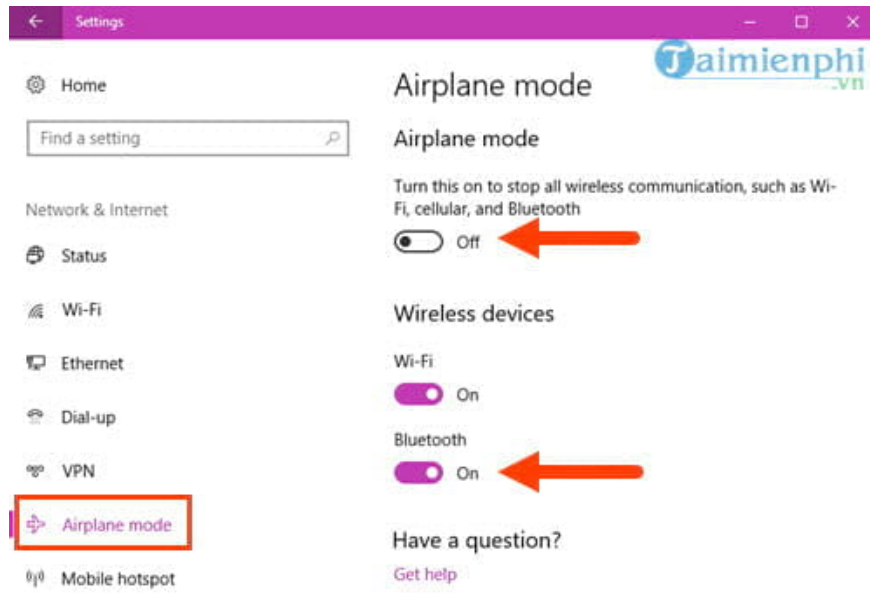 Settings
Taimienphi
.vn
Home
Find a setting
Network & Internet
Status
Wi-Fi
Ethernet
Dial-up
VPN
Airplane mode
Mobile hotspot
Airplane mode
Airplane mode
Turn this on to stop all wireless communication, such as Wi-
Fi, cellular, and Bluetooth
Off
Wireless devices
Wi-Fi
On
Bluetooth
On
Have a question?
Get help